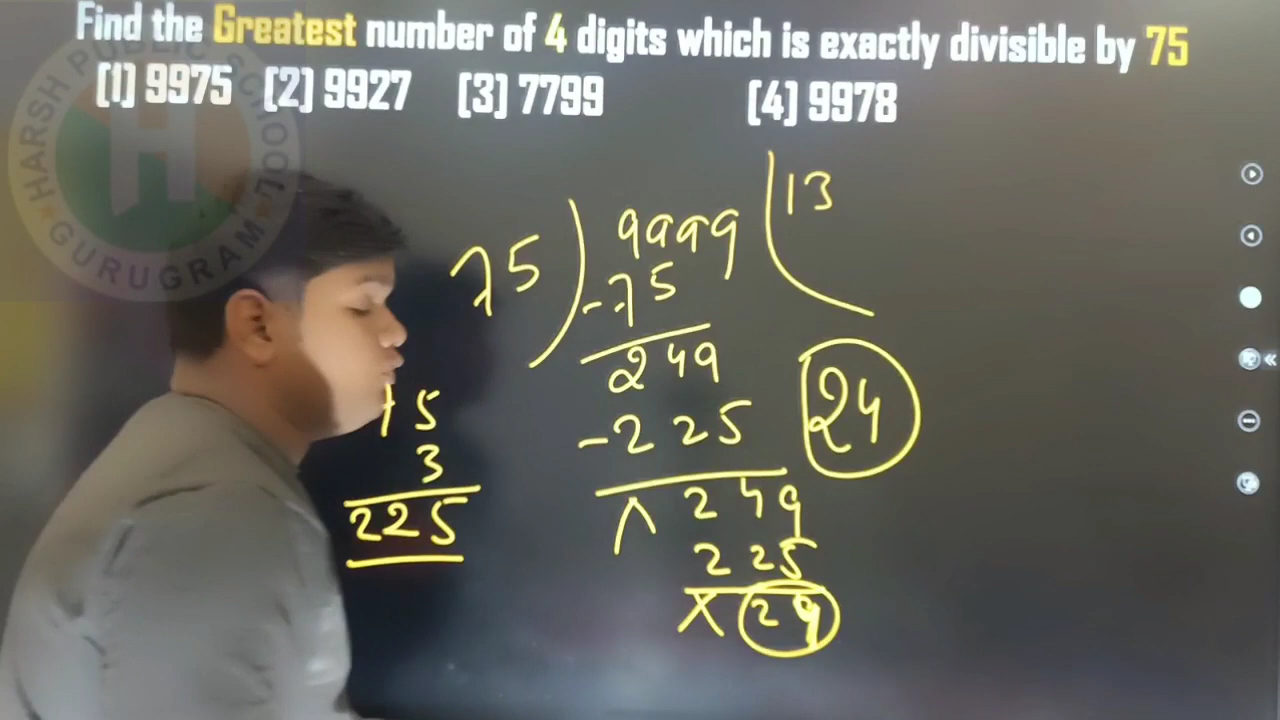 Find the Greatest number of 4 digits which is exactly divisible by 75
(1) 9975 (2) 9927 (3) 7799 (4) 9978
HARSH PUBLIC SCHOOL
H
GURUGRAM
75) 9999 (13
-75
249
-225
24
249
225
X 24
75
3
225